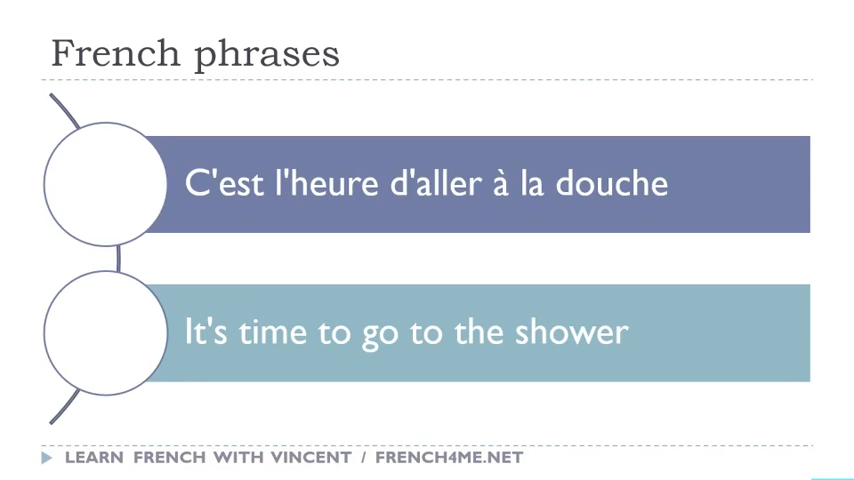 French phrases
C'est l'heure d'aller à la douche
It's time to go to the shower
LEARN FRENCH WITH VINCENT / FRENCH4ME.NET